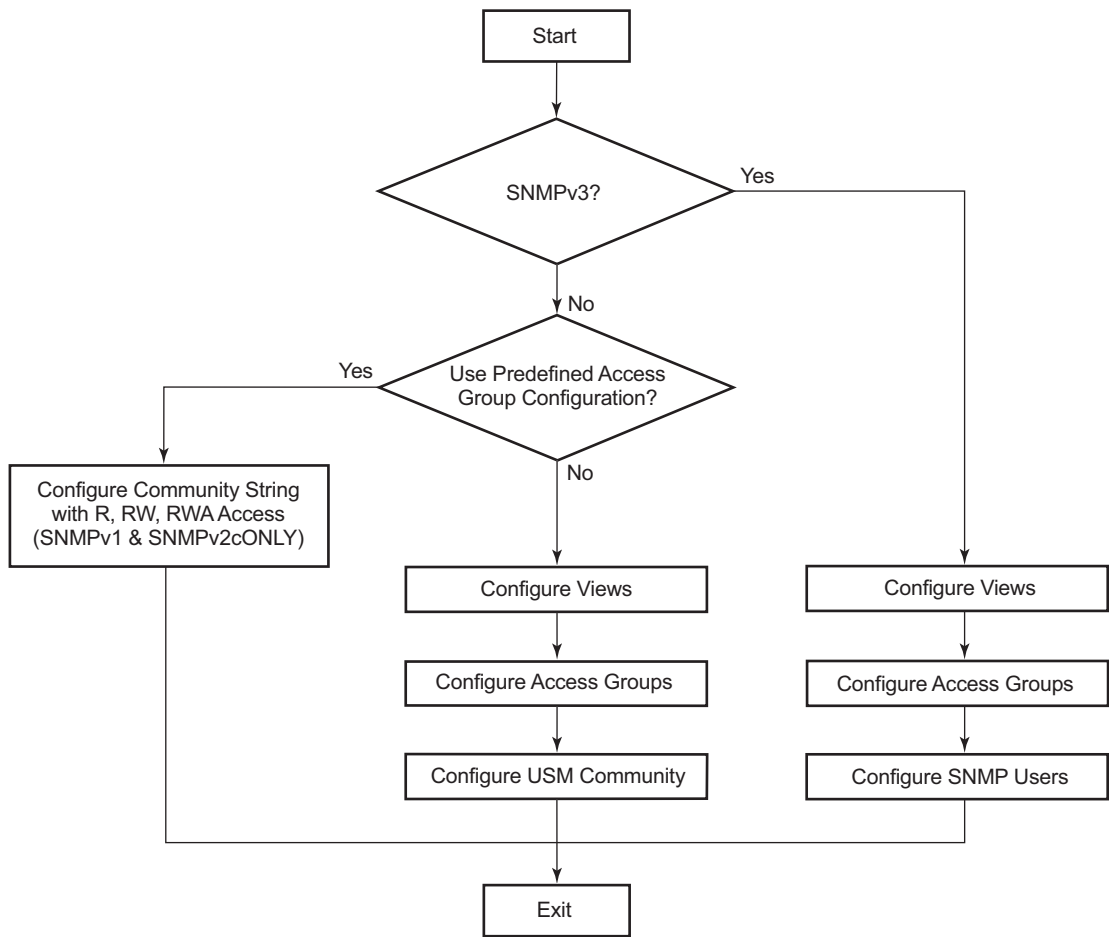 Start
SNMPv3?
Yes
No
Yes
Use Predefined Access
Group Configuration?
No
Configure Community String
with R, RW, RWA Access
(SNMPv1 & SNMPv2cONLY)
Configure Views
Configure Views
Configure Access Groups
Configure Access Groups
Configure USM Community
Configure SNMP Users
Exit